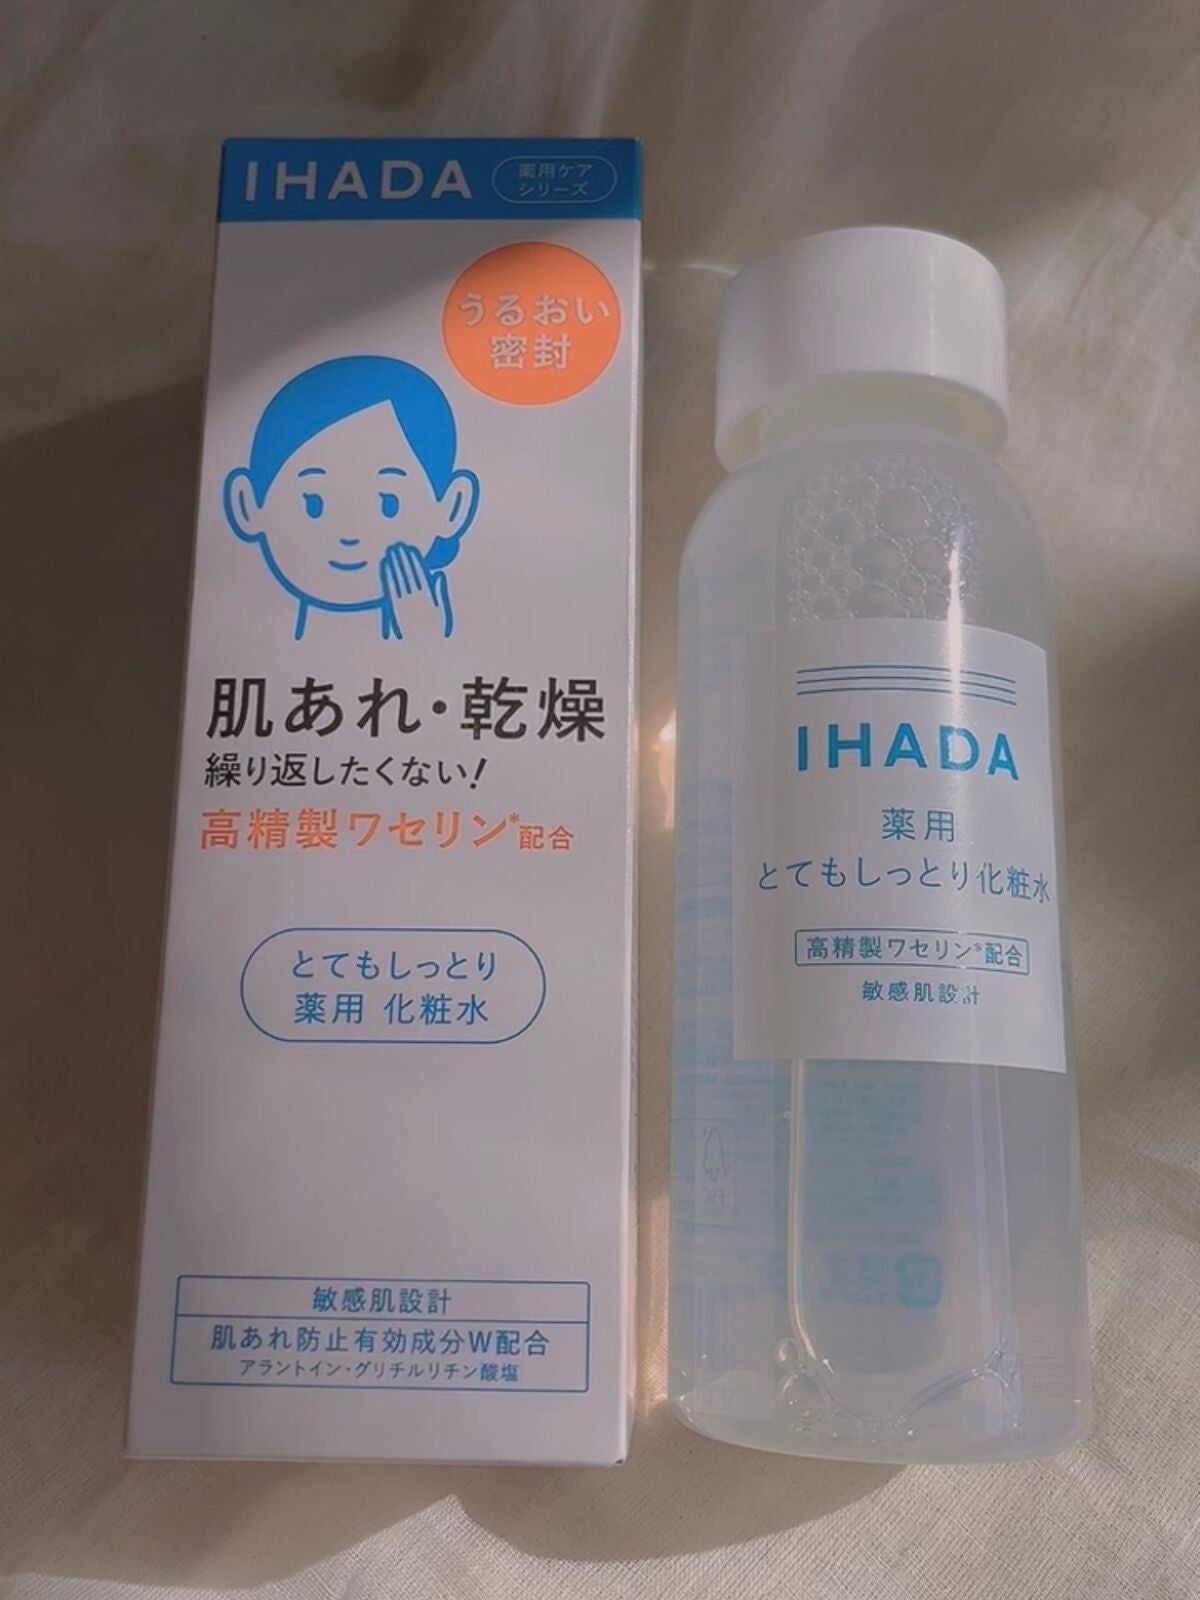 IHADA
薬用ケア
シリーズ
うるおい
密封
肌あれ・乾燥
繰り返したくない!
高精製ワセリン*配合
とてもしっとり
薬用 化粧水
敏感肌設計
肌あれ防止有効成分W配合
アラントイン・グリチルリチン酸塩
IHADA
薬用
とてもしっとり化粧水
高精製ワセリン*配合
敏感肌設計